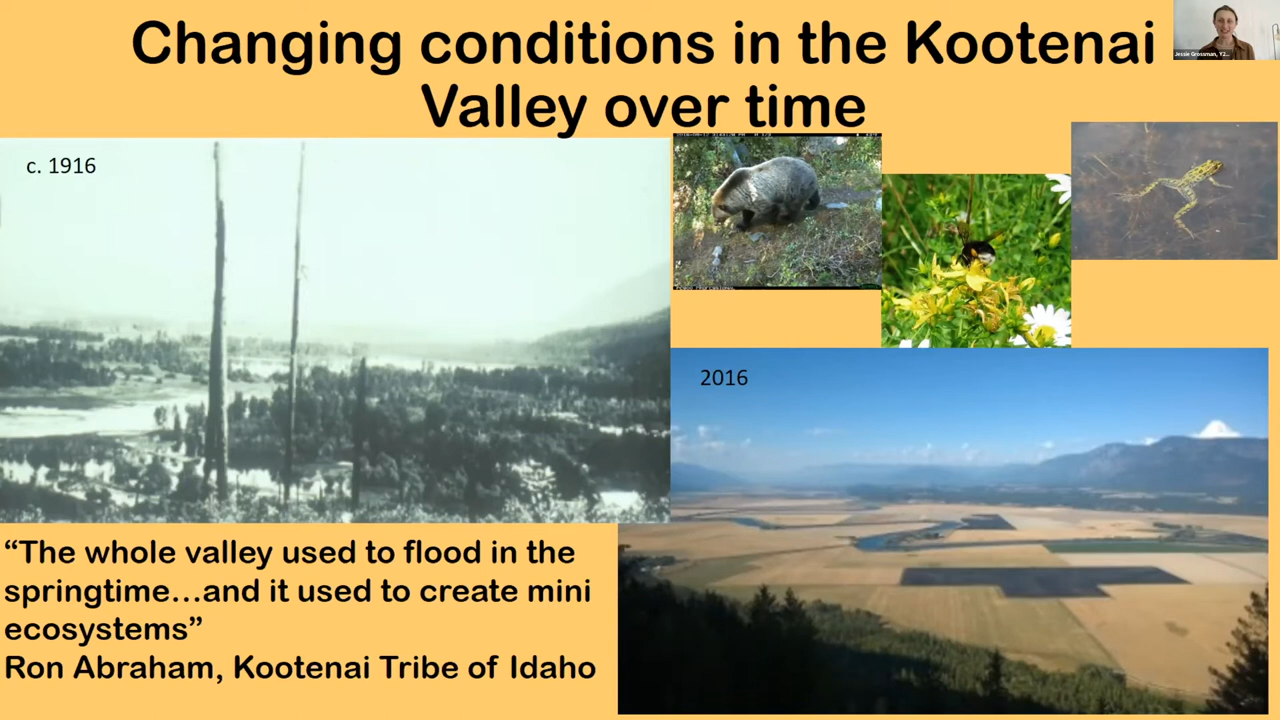 Changing conditions in the Kootenai
Valley over time
Jessie Grossman, Y2...
c. 1916
2016
“The whole valley used to flood in the
springtime...and it used to create mini
ecosystems”
Ron Abraham, Kootenai Tribe of Idaho